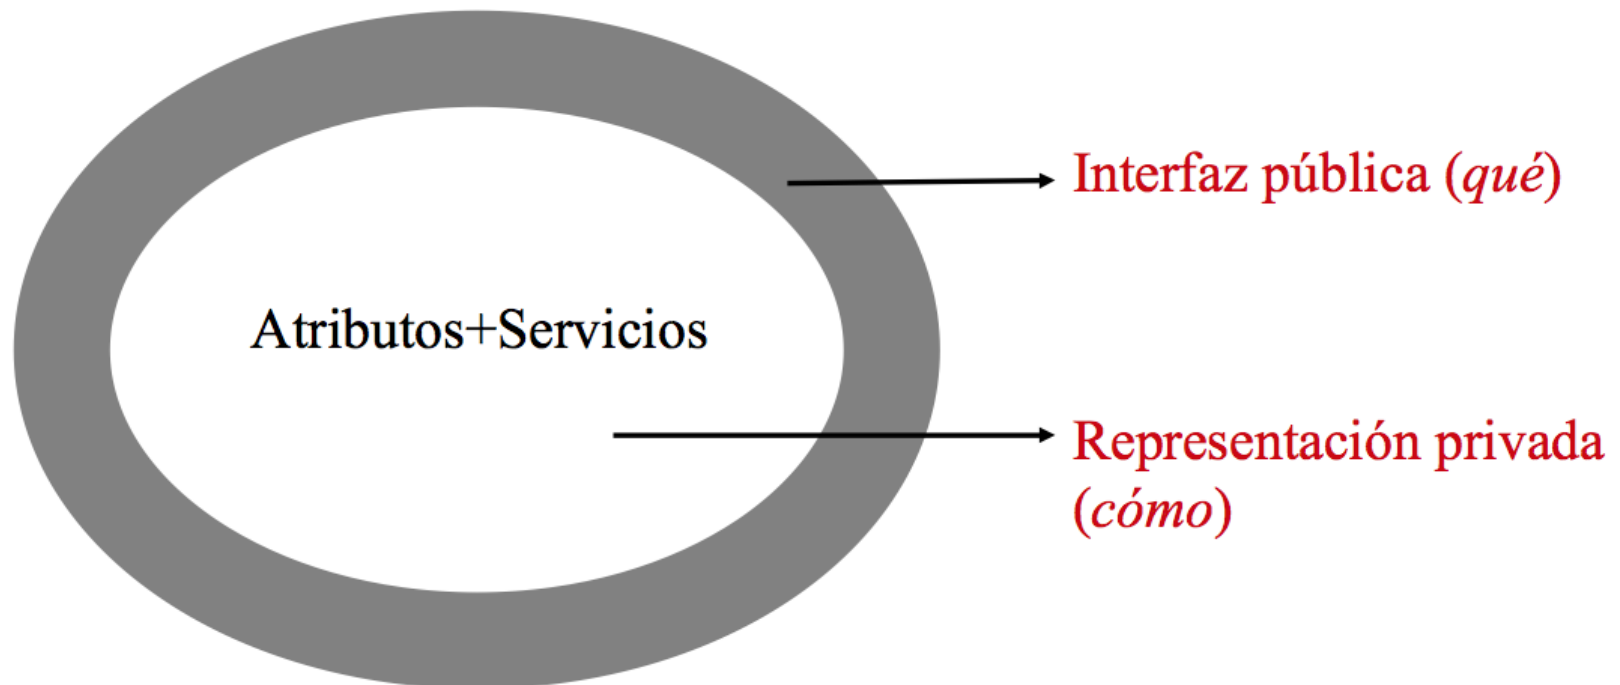 Interfaz pública (qué)
Atributos+Servicios
Representación privada
(cómo)